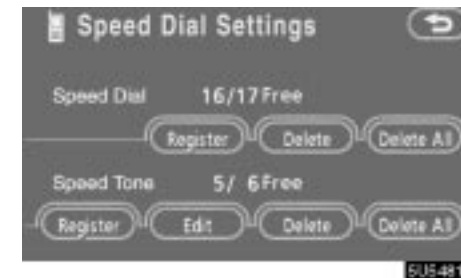 Speed Dial Settings
Speed Dial 16/17 Free
Register Delete Delete All
Speed Tone 5/ 6 Free
Register Edit Delete Delete All
5U5481